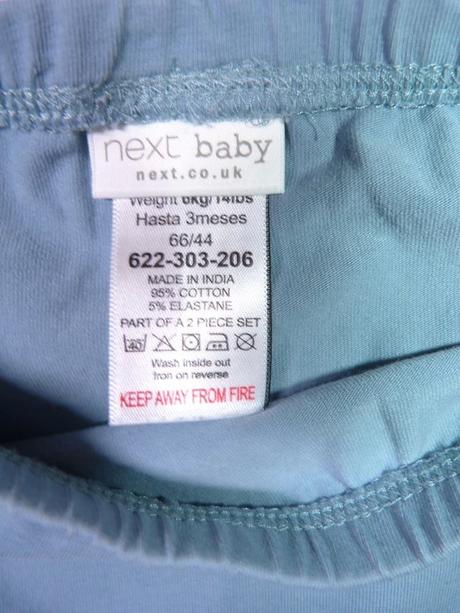 next baby
next.co.uk
Weight 6kg/14lbs
Hasta 3meses
66/44
622-303-206
MADE IN INDIA
95% COTTON
5% ELASTANE
PART OF A 2 PIECE SET
40
Wash inside out
Iron on reverse
KEEP AWAY FROM FIRE